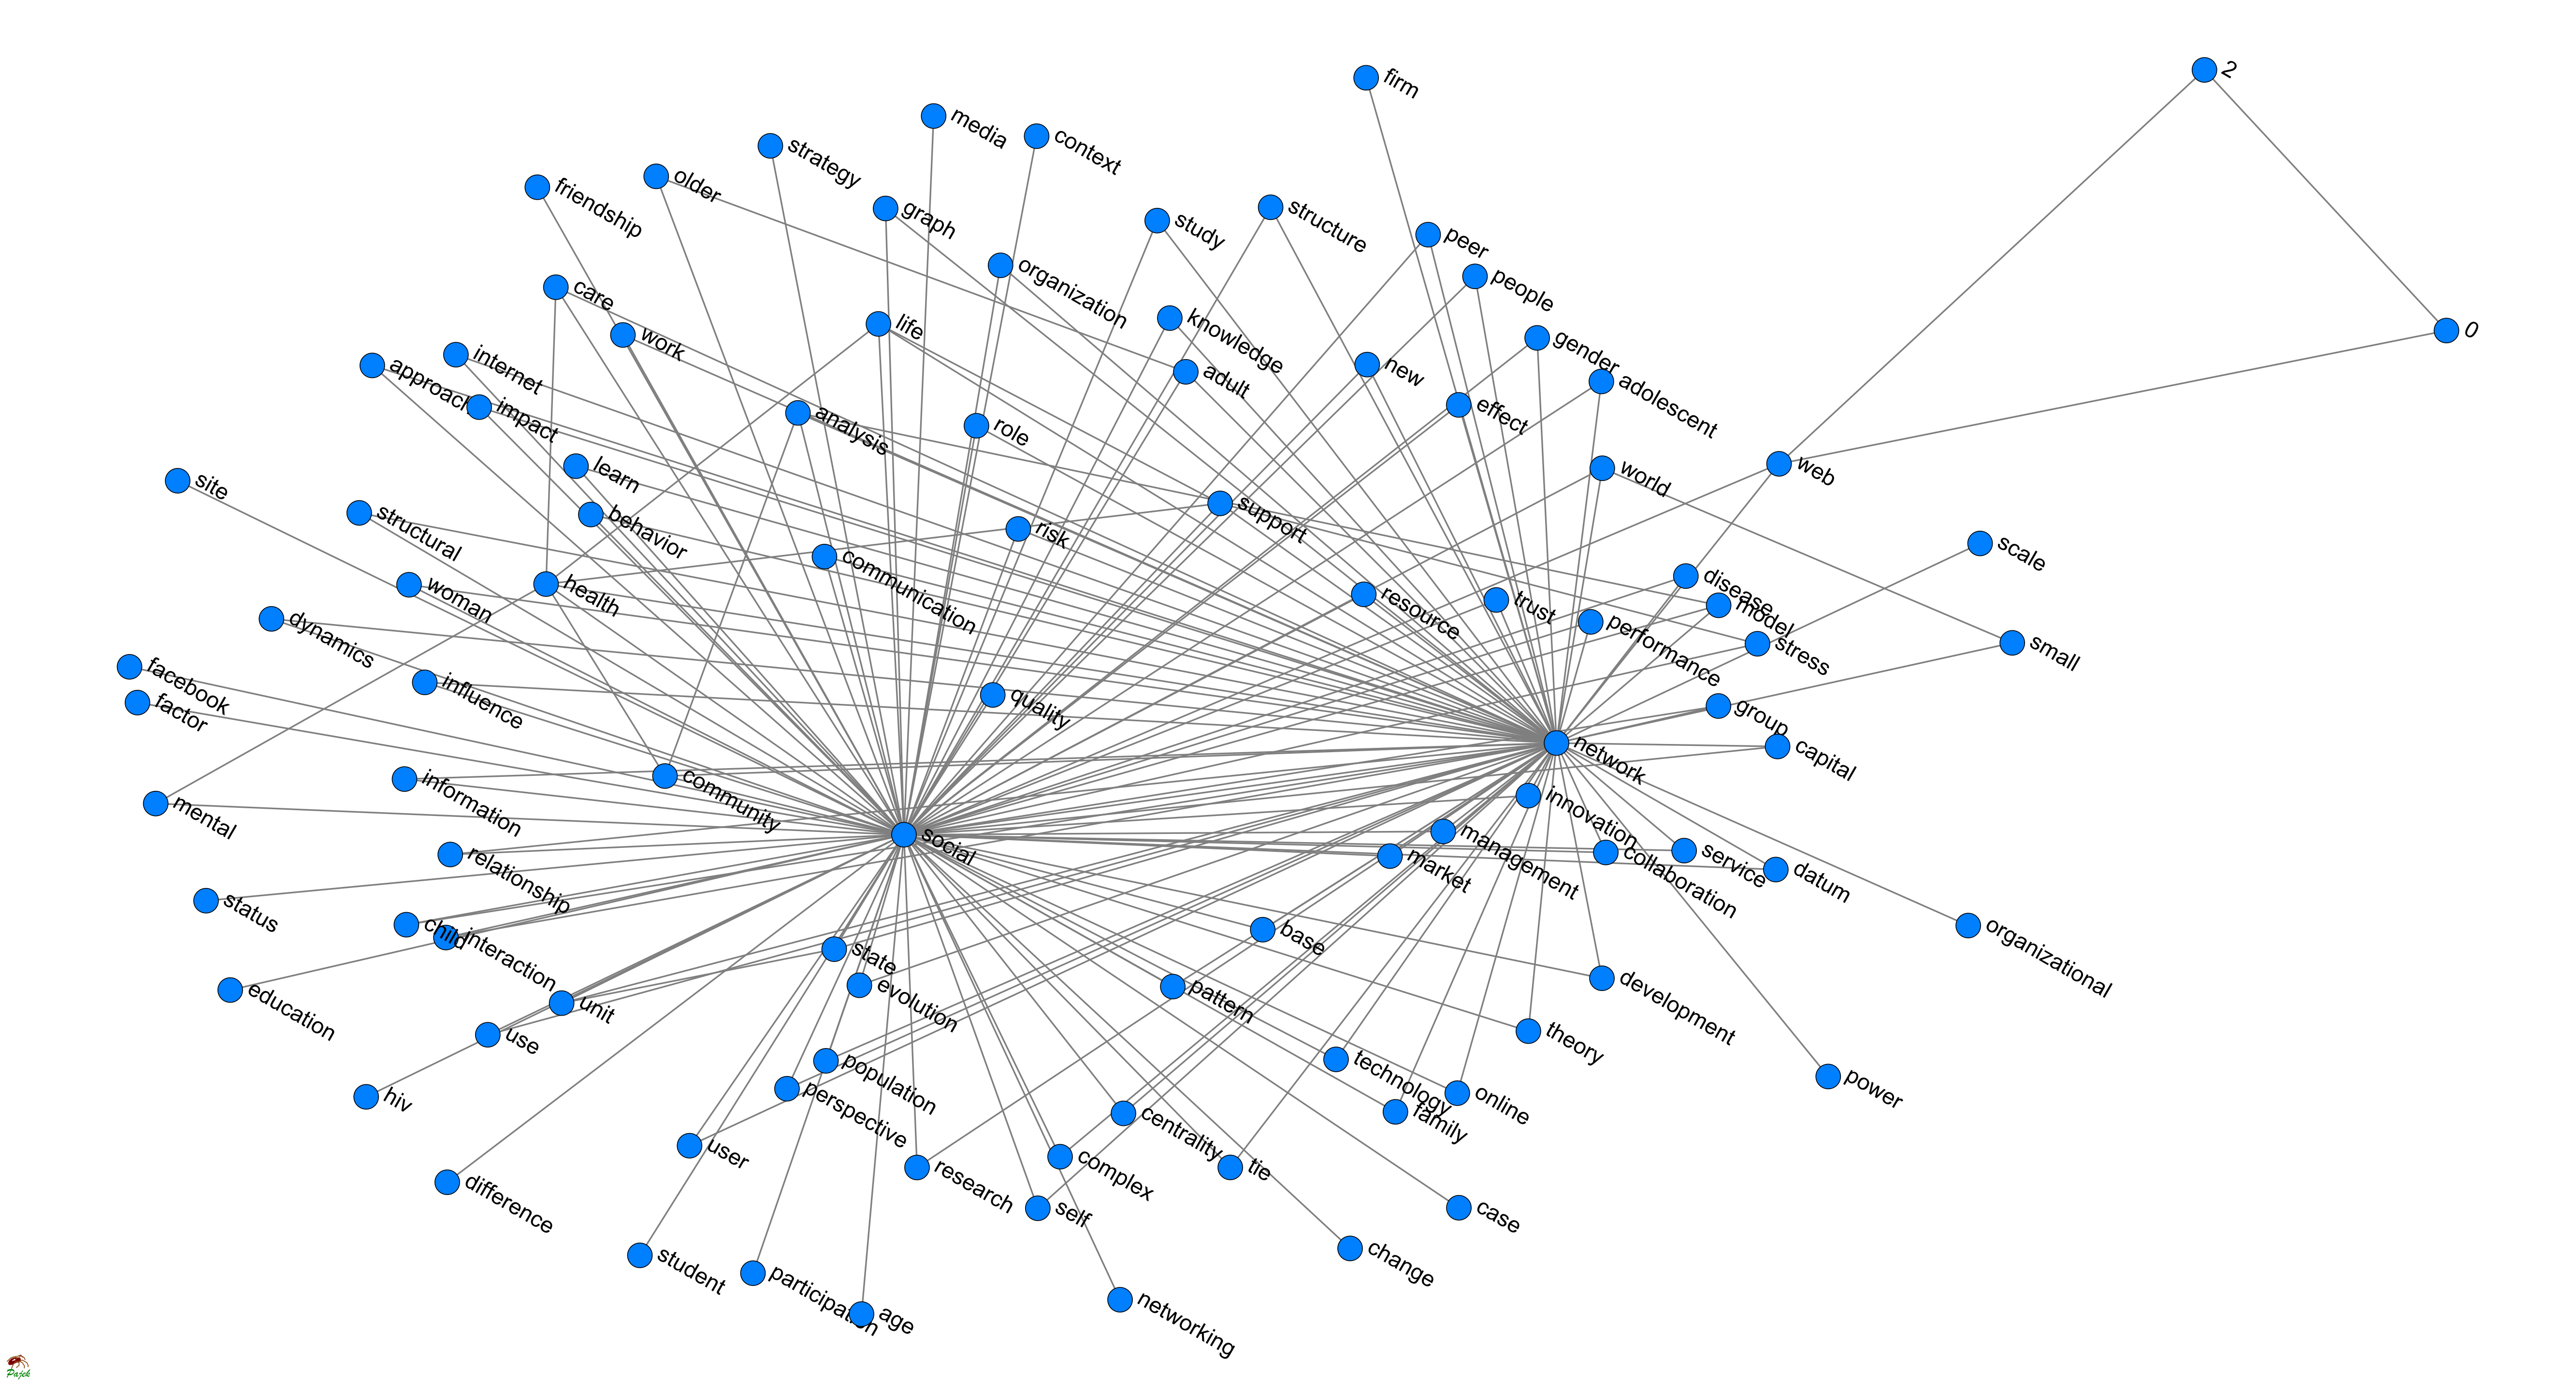 2
firm
media
context
strategy
older
friendship
graph
study
structure
peer
organization
people
care
life
knowledge
0
work
gender
internet
new
adult
adolescent
approach
impact
effect
analysis
role
learn
world
web
site
support
structural
behavior
risk
scale
communication
woman
health
disease
resource
trust
model
performance
dynamics
small
stress
facebook
influence
factor
quality
group
network
capital
information
community
mental
innovation
social
management
market
collaboration
service
datum
relationship
status
child
interaction
base
organizational
state
education
evolution
pattern
development
unit
use
theory
technology
population
power
perspective
hiv
online
family
centrality
user
complex
research
tie
difference
self
case
student
change
participation
age
networking
Pajek